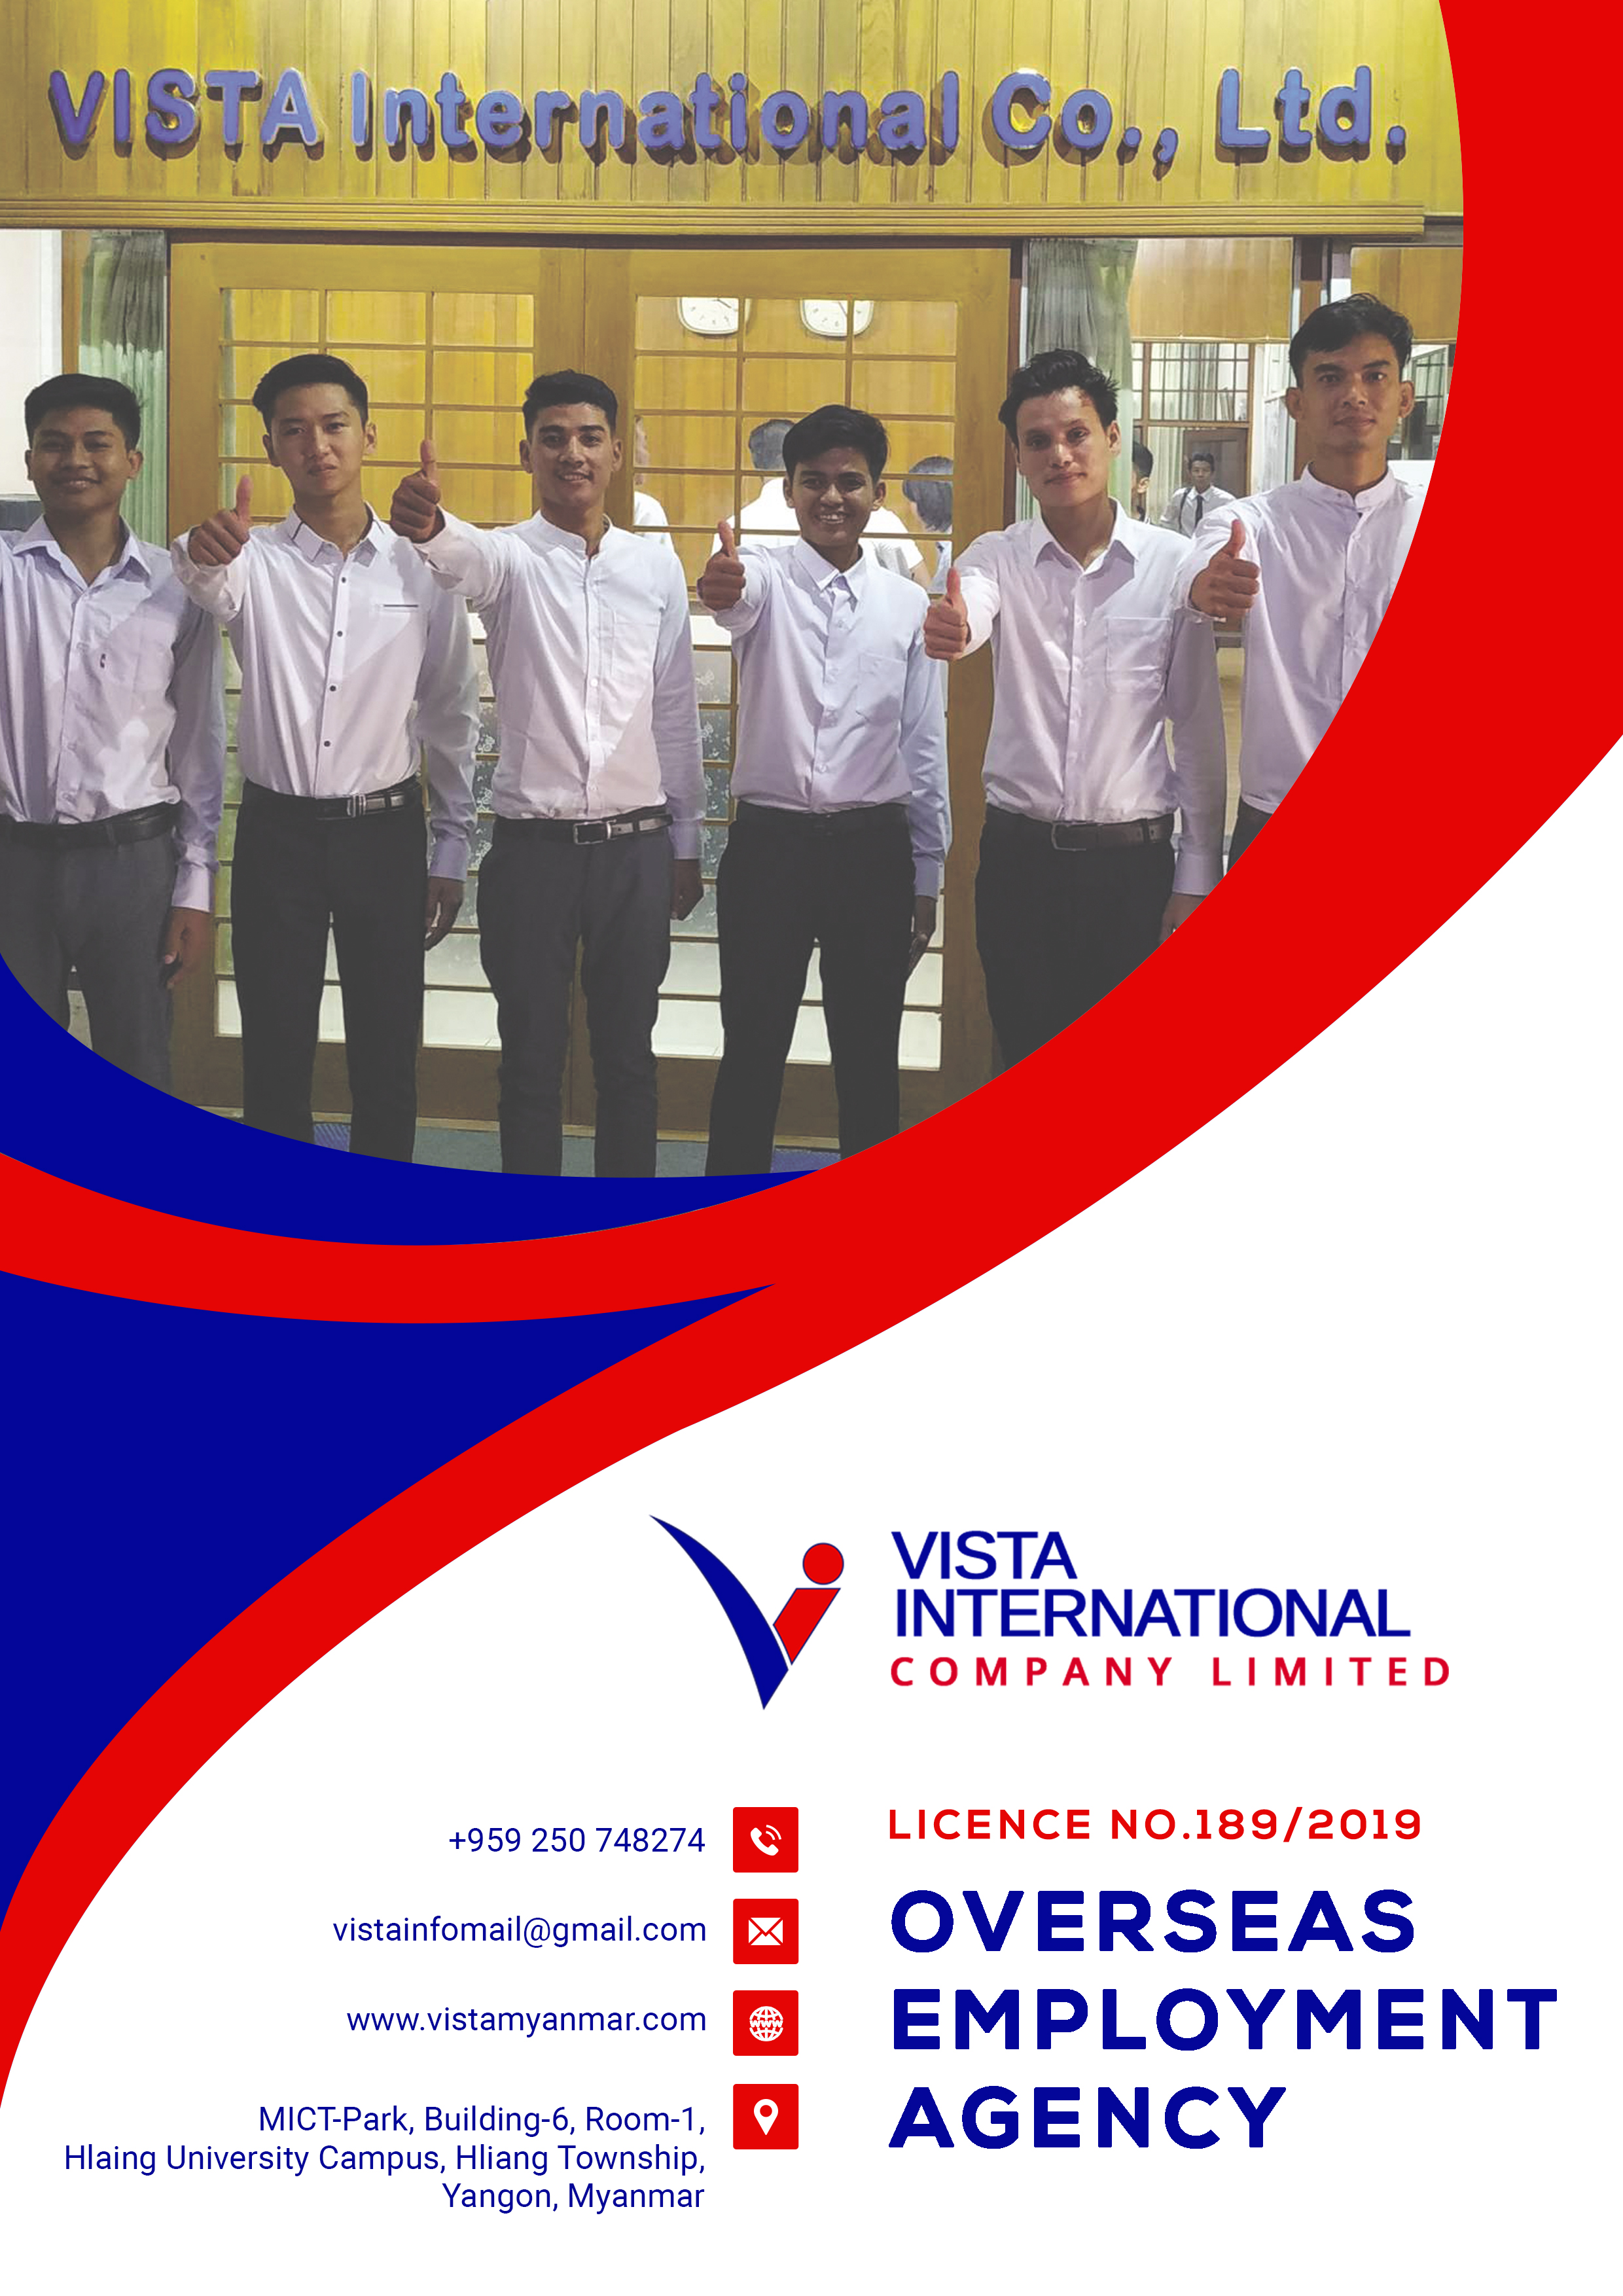 VISTA International Co., Ltd.
VISTA
INTERNATIONAL
COMPANY LIMITED
+959 250 748274
vistainfomail@gmail.com
www.vistamyanmar.com
MICT-Park, Building-6, Room-1,
Hlaing University Campus, Hliang Township,
Yangon, Myanmar
LICENCE NO.189/2019
OVERSEAS
EMPLOYMENT
AGENCY